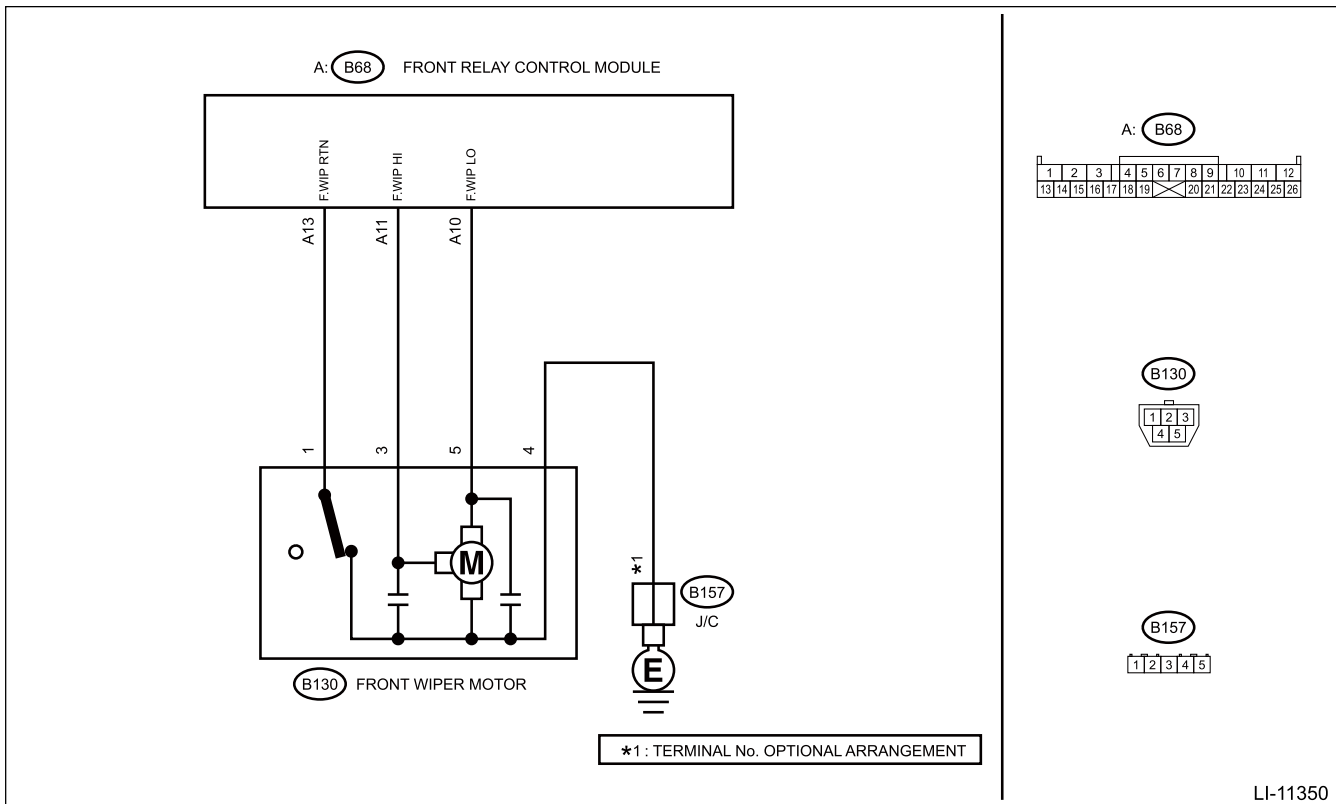 A: B68 FRONT RELAY CONTROL MODULE
F.WIP RTN
F.WIP HI
F.WIP LO
A13
A11
A10
1
3
5
4
M
B130 FRONT WIPER MOTOR
*1
B157
J/C
E
*1 : TERMINAL No. OPTIONAL ARRANGEMENT
A: B68
1 2 3 4 5 6 7 8 9 10 11 12
13 14 15 16 17 18 19 20 21 22 23 24 25 26
B130
1 2 3
4 5
B157
1 2 3 4 5
LI-11350